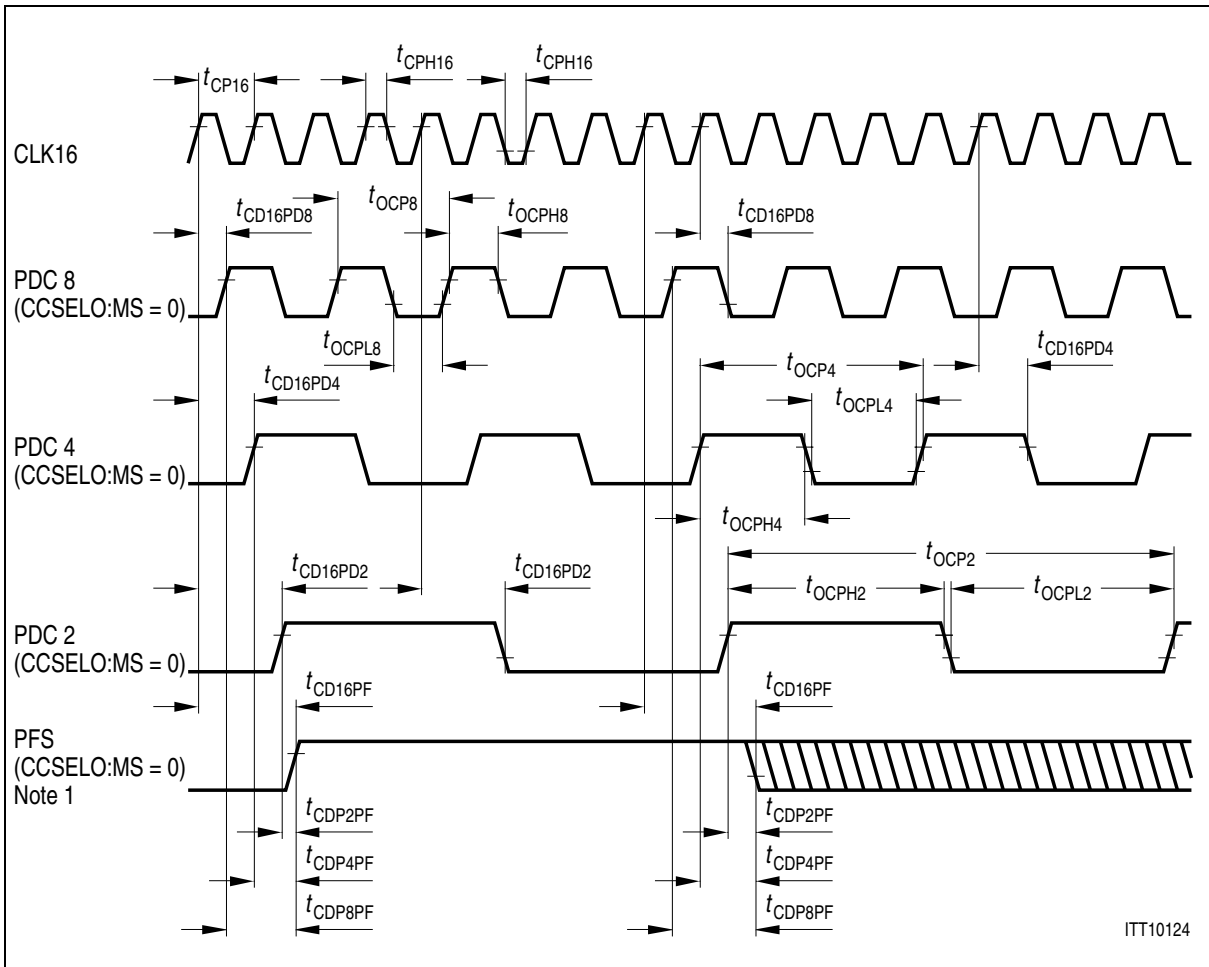 tCP16
tCPH16
tCPH16
CLK16
tCD16PD8
tOCP8
tOCPH8
tCD16PD8
PDC 8
(CCSELO:MS = 0)
tOCPL8
tCD16PD4
tOCP4
tCD16PD4
tOCPL4
PDC 4
(CCSELO:MS = 0)
tOCPH4
tOCP2
tCD16PD2
tCD16PD2
tOCPH2
tOCPL2
PDC 2
(CCSELO:MS = 0)
tCD16PF
tCD16PF
PFS
(CCSELO:MS = 0)
Note 1
tCDP2PF
tCDP2PF
tCDP4PF
tCDP4PF
tCDP8PF
tCDP8PF
ITT10124